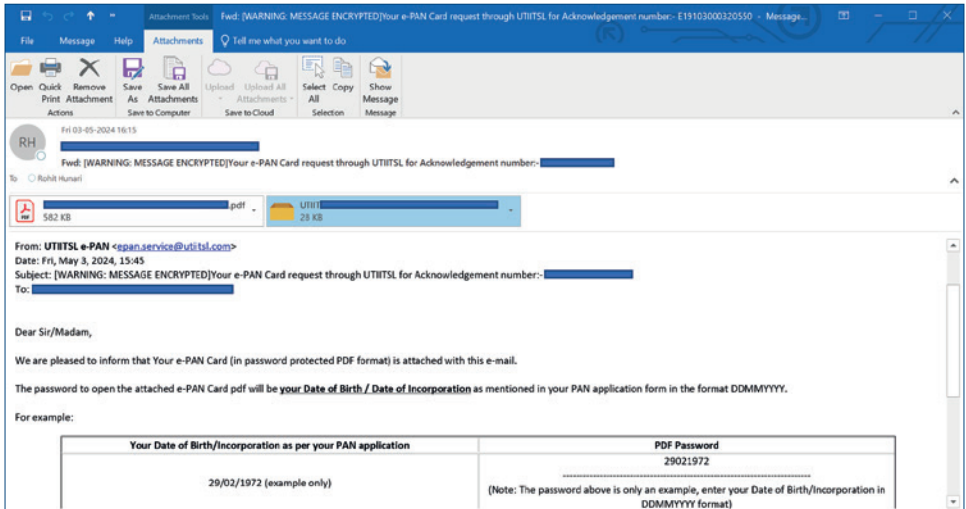 Attachment Tools
Fwd: [WARNING: MESSAGE ENCRYPTED]Your e-PAN Card request through UTIITSL for Acknowledgement number:- E19103000320550 - Message...
File Message Help Attachments Tell me what you want to do
Open Quick Print Remove Attachment Save As Save All Attachments Upload Upload All Attachments Select All Copy Show Message
Actions Save to Computer Save to Cloud Selection Message
Fri 03-05-2024 16:15
RH
Fwd: [WARNING: MESSAGE ENCRYPTED]Your e-PAN Card request through UTIITSL for Acknowledgement number:-
To Rohit Hunari
PDF .pdf UTIIT
582 KB 28 KB
From: UTIITSL e-PAN <epan.service@utiitsl.com>
Date: Fri, May 3, 2024, 15:45
Subject: [WARNING: MESSAGE ENCRYPTED]Your e-PAN Card request through UTIITSL for Acknowledgement number:-
To:
Dear Sir/Madam,
We are pleased to inform that Your e-PAN Card (in password protected PDF format) is attached with this e-mail.
The password to open the attached e-PAN Card pdf will be your Date of Birth / Date of Incorporation as mentioned in your PAN application form in the format DDMMYYYY.
For example:
Your Date of Birth/Incorporation as per your PAN application PDF Password
29/02/1972 (example only) 29021972
--------------------------------------------------------------------
(Note: The password above is only an example, enter your Date of Birth/Incorporation in
DDMMYYYY format)